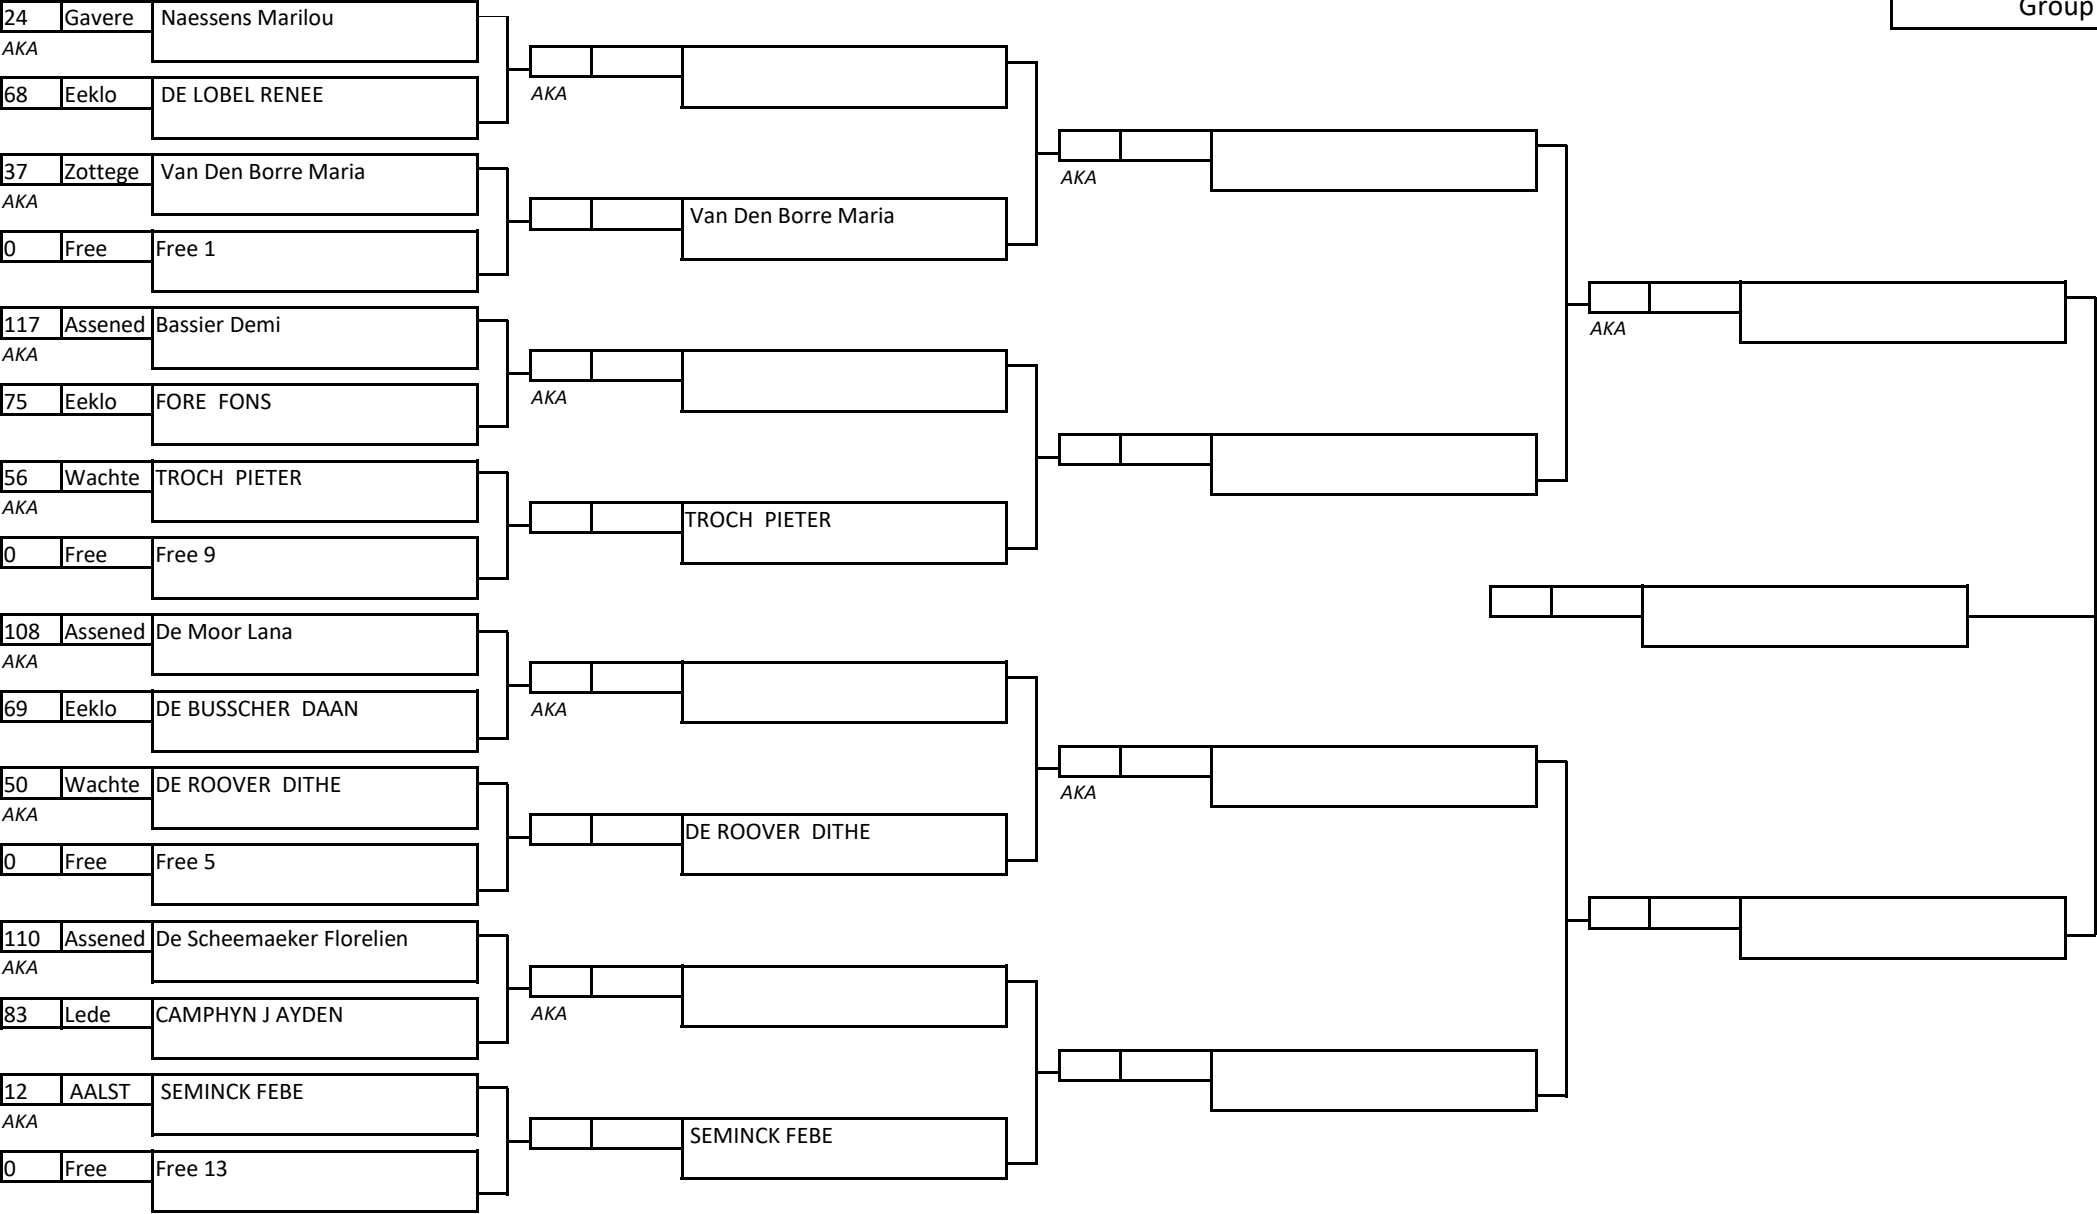 Group
24 Gavere Naessens Marilou
AKA
AKA
68 Eeklo DE LOBEL RENEE
AKA
37 Zottege Van Den Borre Maria
AKA
Van Den Borre Maria
0 Free Free 1
117 Assened Bassier Demi
AKA
AKA
75 Eeklo FORE  FONS
AKA
56 Wachte TROCH  PIETER
AKA
TROCH  PIETER
0 Free Free 9
108 Assened De Moor Lana
AKA
69 Eeklo DE BUSSCHER  DAAN
AKA
50 Wachte DE ROOVER  DITHE
AKA
AKA
DE ROOVER  DITHE
0 Free Free 5
110 Assened De Scheemaeker Florelien
AKA
83 Lede CAMPHYN J AYDEN
AKA
12 AALST SEMINCK FEBE
AKA
SEMINCK FEBE
0 Free Free 13